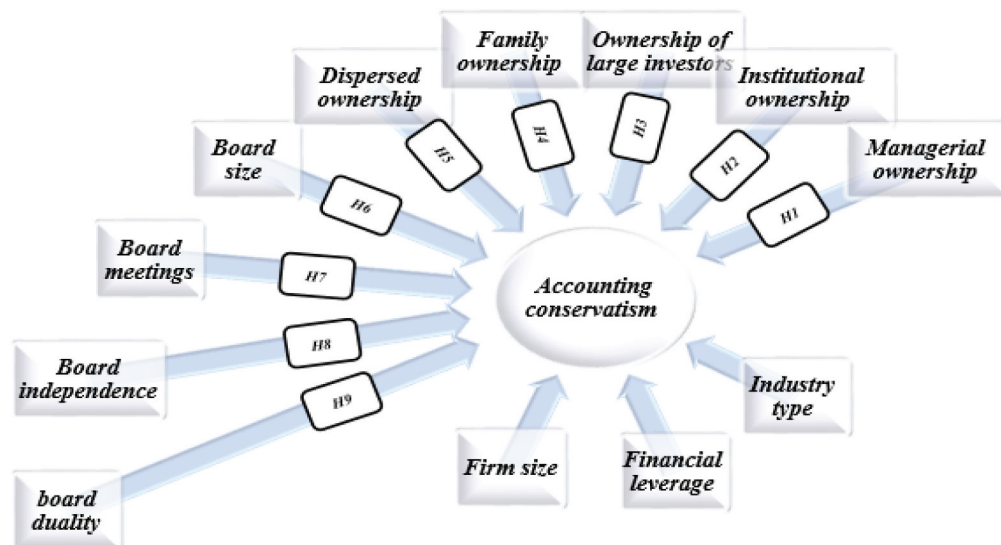 Family
ownership
Ownership of
large investors
Dispersed
ownership
Institutional
ownership
Board
size
Managerial
ownership
H5
H4
H3
H2
H1
H6
Board
meetings
H7
Accounting
conservatism
Board
independence
H8
H9
Industry
type
Firm size
Financial
leverage
board
duality